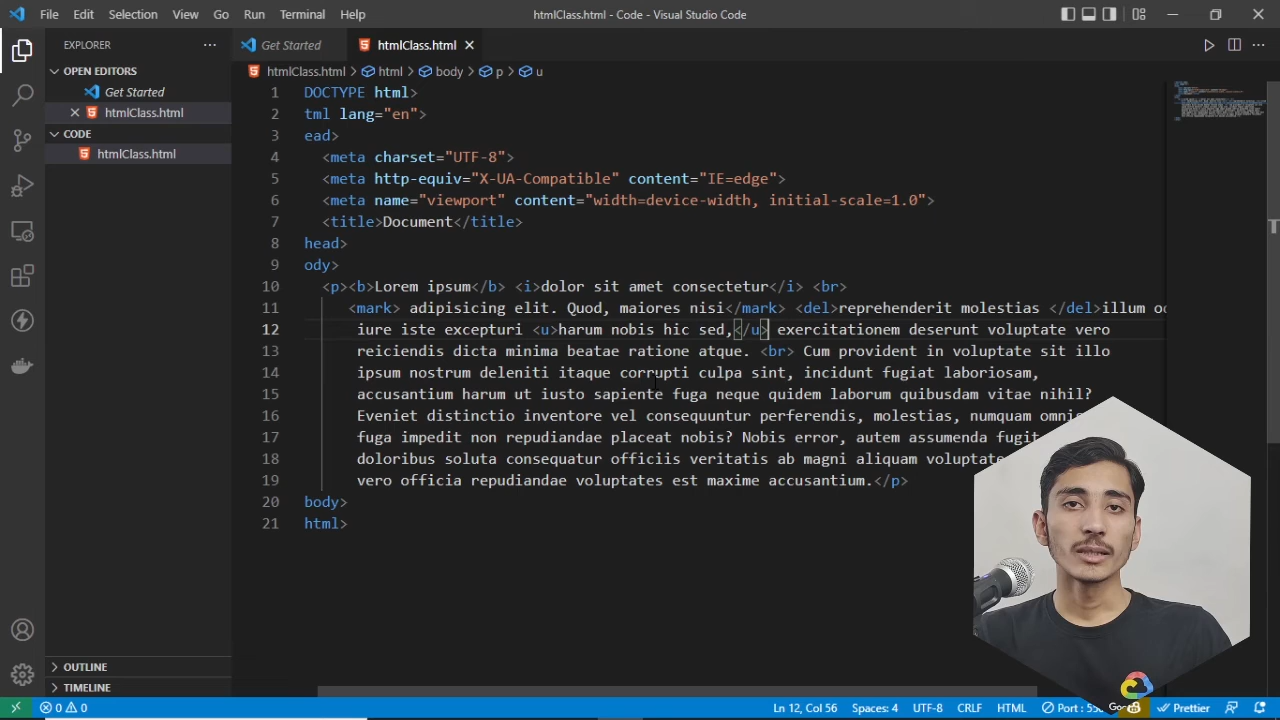 File Edit Selection View Go Run Terminal Help htmlClass.html - Code - Visual Studio Code
EXPLORER
OPEN EDITORS
Get Started
htmlClass.html
CODE
htmlClass.html
OUTLINE
TIMELINE
Get Started htmlClass.html
htmlClass.html > html > body > p > u
1 DOCTYPE html>
2 tml lang="en">
3 ead>
4 <meta charset="UTF-8">
5 <meta http-equiv="X-UA-Compatible" content="IE=edge">
6 <meta name="viewport" content="width=device-width, initial-scale=1.0">
7 <title>Document</title>
8 head>
9 ody>
10 <p><b>Lorem ipsum</b> <i>dolor sit amet consectetur</i> <br>
11 <mark> adipisicing elit. Quod, maiores nisi</mark> <del>reprehenderit molestias </del>illum
12 iure iste excepturi <u>harum nobis hic sed,</u> exercitationem deserunt voluptate vero
13 reiciendis dicta minima beatae ratione atque. <br> Cum provident in voluptate sit illo
14 ipsum nostrum deleniti itaque corrupti culpa sint, incidunt fugiat laboriosam,
15 accusantium harum ut iusto sapiente fuga neque quidem laborum quibusdam vitae nihil?
16 Eveniet distinctio inventore vel consequuntur perferendis, molestias, numquam
17 fuga impedit non repudiandae placeat nobis? Nobis error, autem assumenda
18 doloribus soluta consequatur officiis veritatis ab magni aliquam
19 vero officia repudiandae voluptates est maxime accusantium.</p>
20 body>
21 html>
0 0 Ln 12, Col 56 Spaces: 4 UTF-8 CRLF HTML Port : Prettier